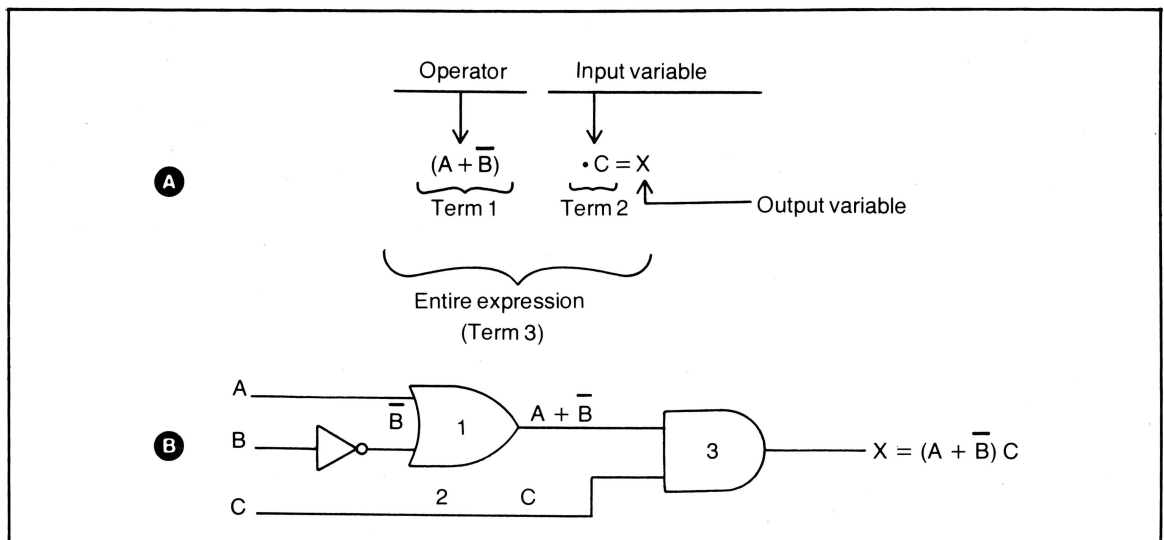 Operator Input variable
A
(A + B̅) • C = X
Term 1 Term 2 Output variable
Entire expression
(Term 3)
B
A
B
C
B̅
1
A + B̅
2 C
3
X = (A + B̅) C